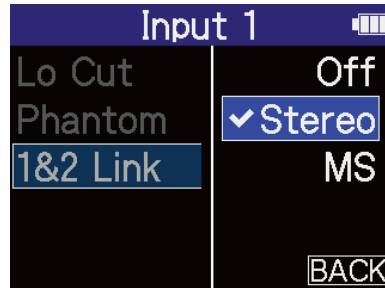 Input 1
Lo Cut
Phantom
1&2 Link
Off
Stereo
MS
BACK